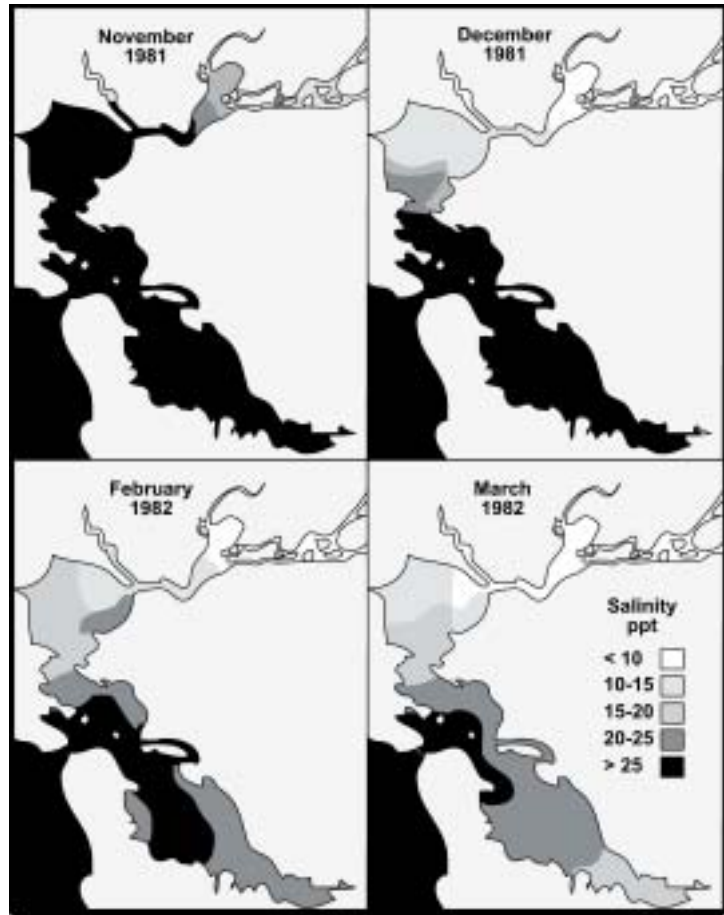 November
1981
December
1981
February
1982
March
1982
Salinity
ppt
< 10
10-15
15-20
20-25
> 25